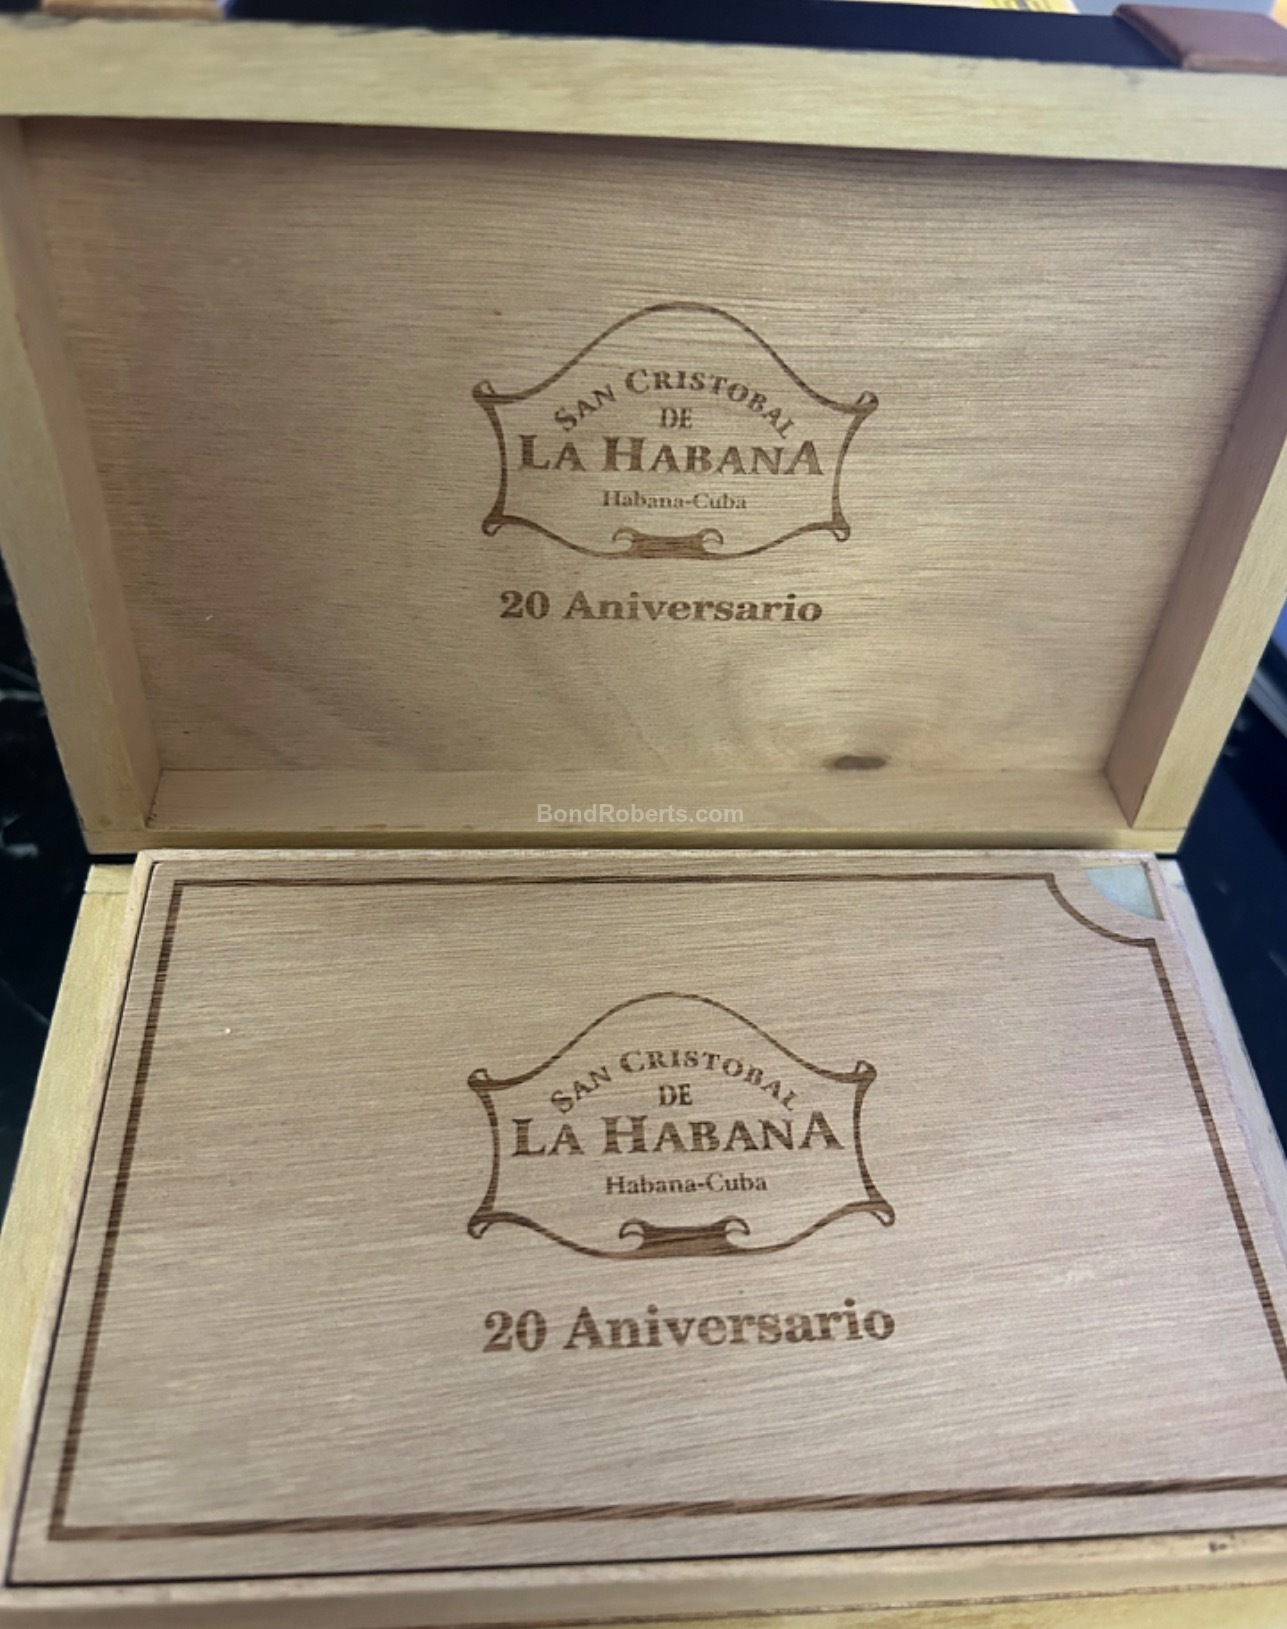 SAN CRISTOBAL
DE
LA HABANA
Habana-Cuba
20 Aniversario
BondRoberts.com
SAN CRISTOBAL
DE
LA HABANA
Habana-Cuba
20 Aniversario